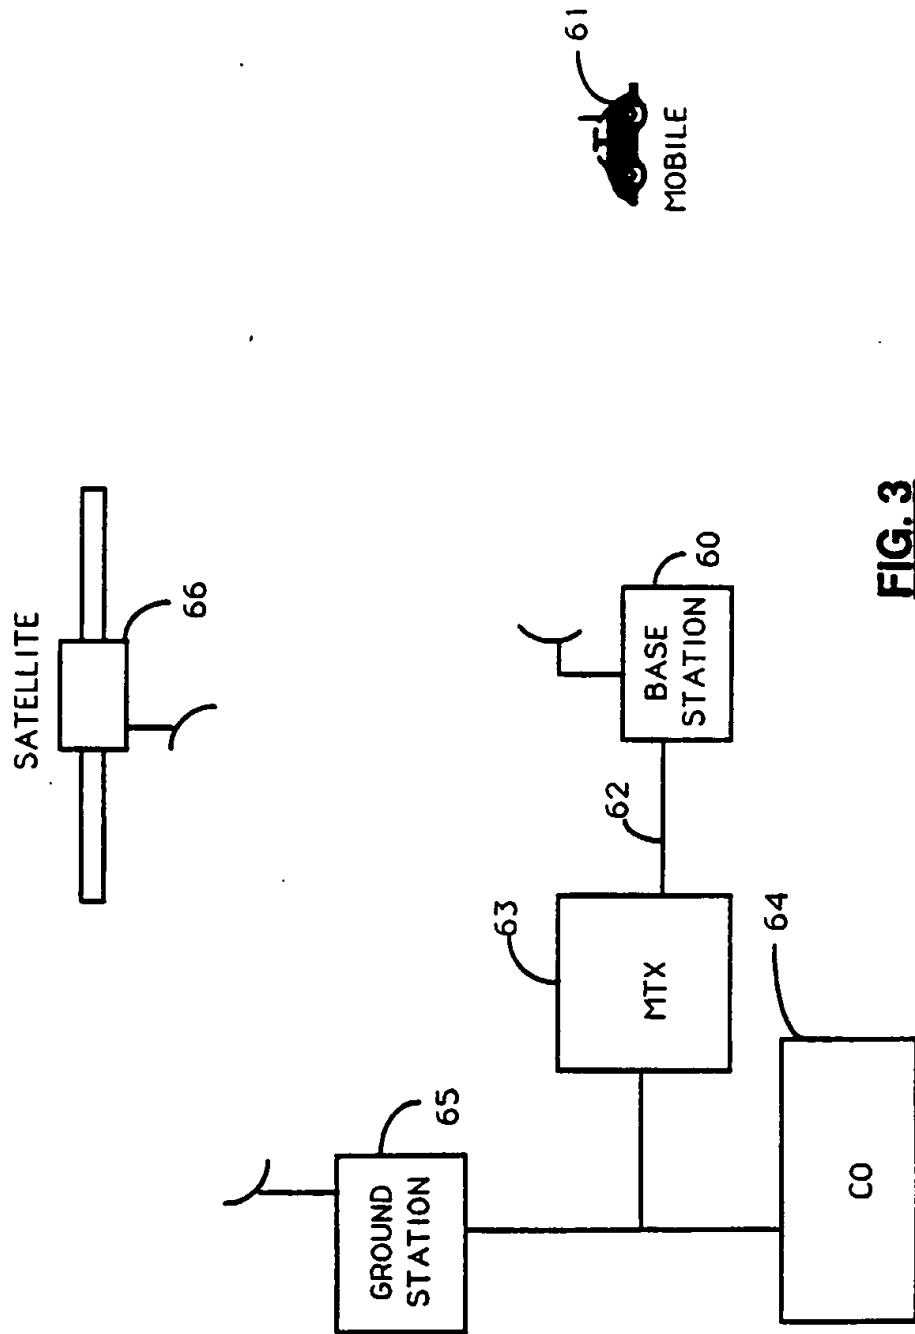 SATELLITE
66
GROUND
STATION
65
63
MTX
62
BASE
STATION
60
61
MOBILE
64
CO
FIG. 3